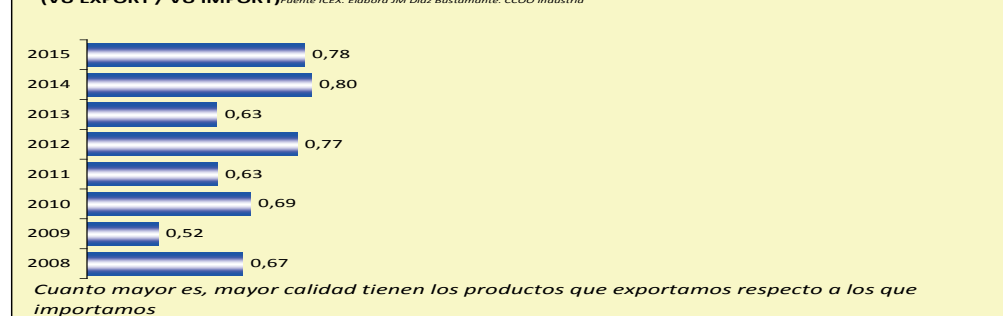 (VU EXPORT / VU IMPORT)Fuente ICEX. Elabora JM Díaz Bustamante. CCOO Industria
2015 0,78
2014 0,80
2013 0,63
2012 0,77
2011 0,63
2010 0,69
2009 0,52
2008 0,67
Cuanto mayor es, mayor calidad tienen los productos que exportamos respecto a los que
importamos